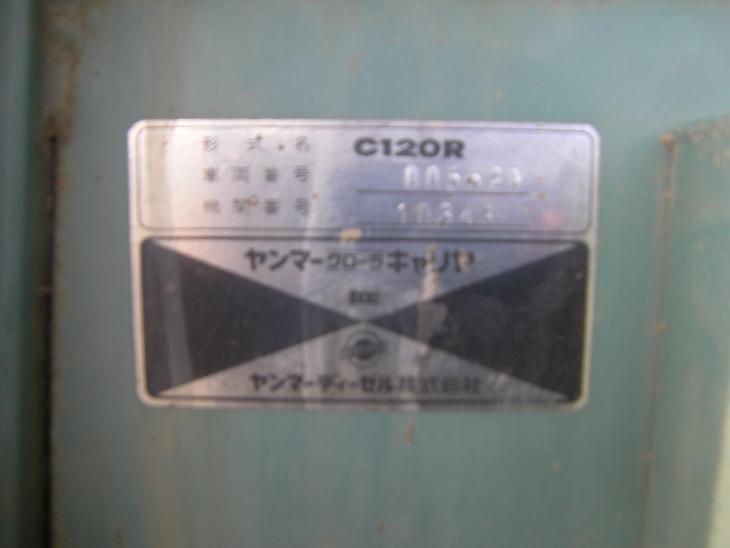 形式名 C120R
車両番号
機関番号
ヤンマークローラキャリヤ
ヤンマーディーゼル株式会社